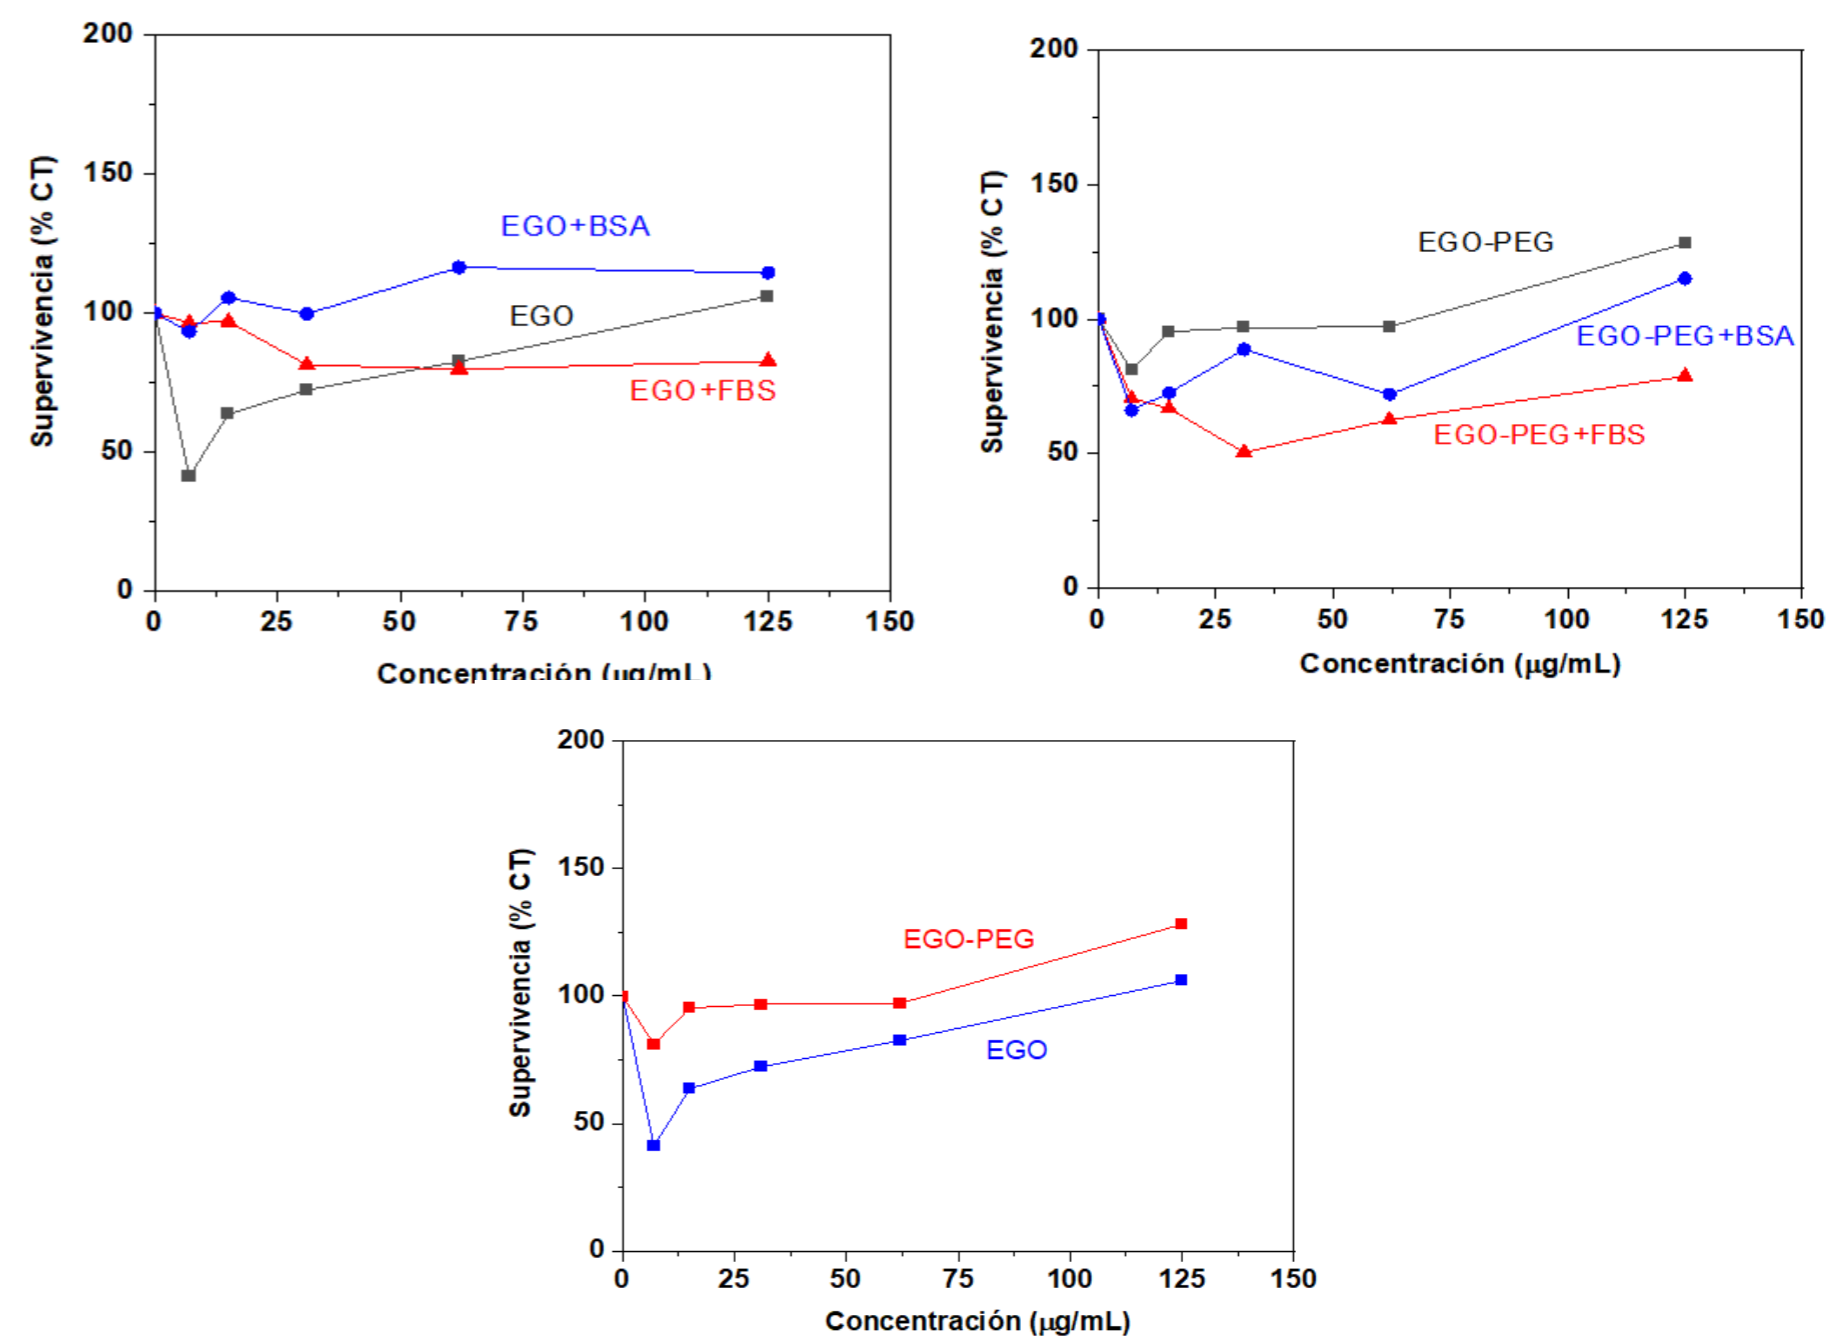 200
150
100
50
0
Supervivencia (% CT)
EGO+BSA
EGO
EGO+FBS
0 25 50 75 100 125 150
Concentración (µg/mL)
200
150
100
50
0
Supervivencia (% CT)
EGO-PEG
EGO-PEG+BSA
EGO-PEG+FBS
0 25 50 75 100 125 150
Concentración (µg/mL)
200
150
100
50
0
Supervivencia (% CT)
EGO-PEG
EGO
0 25 50 75 100 125 150
Concentración (µg/mL)